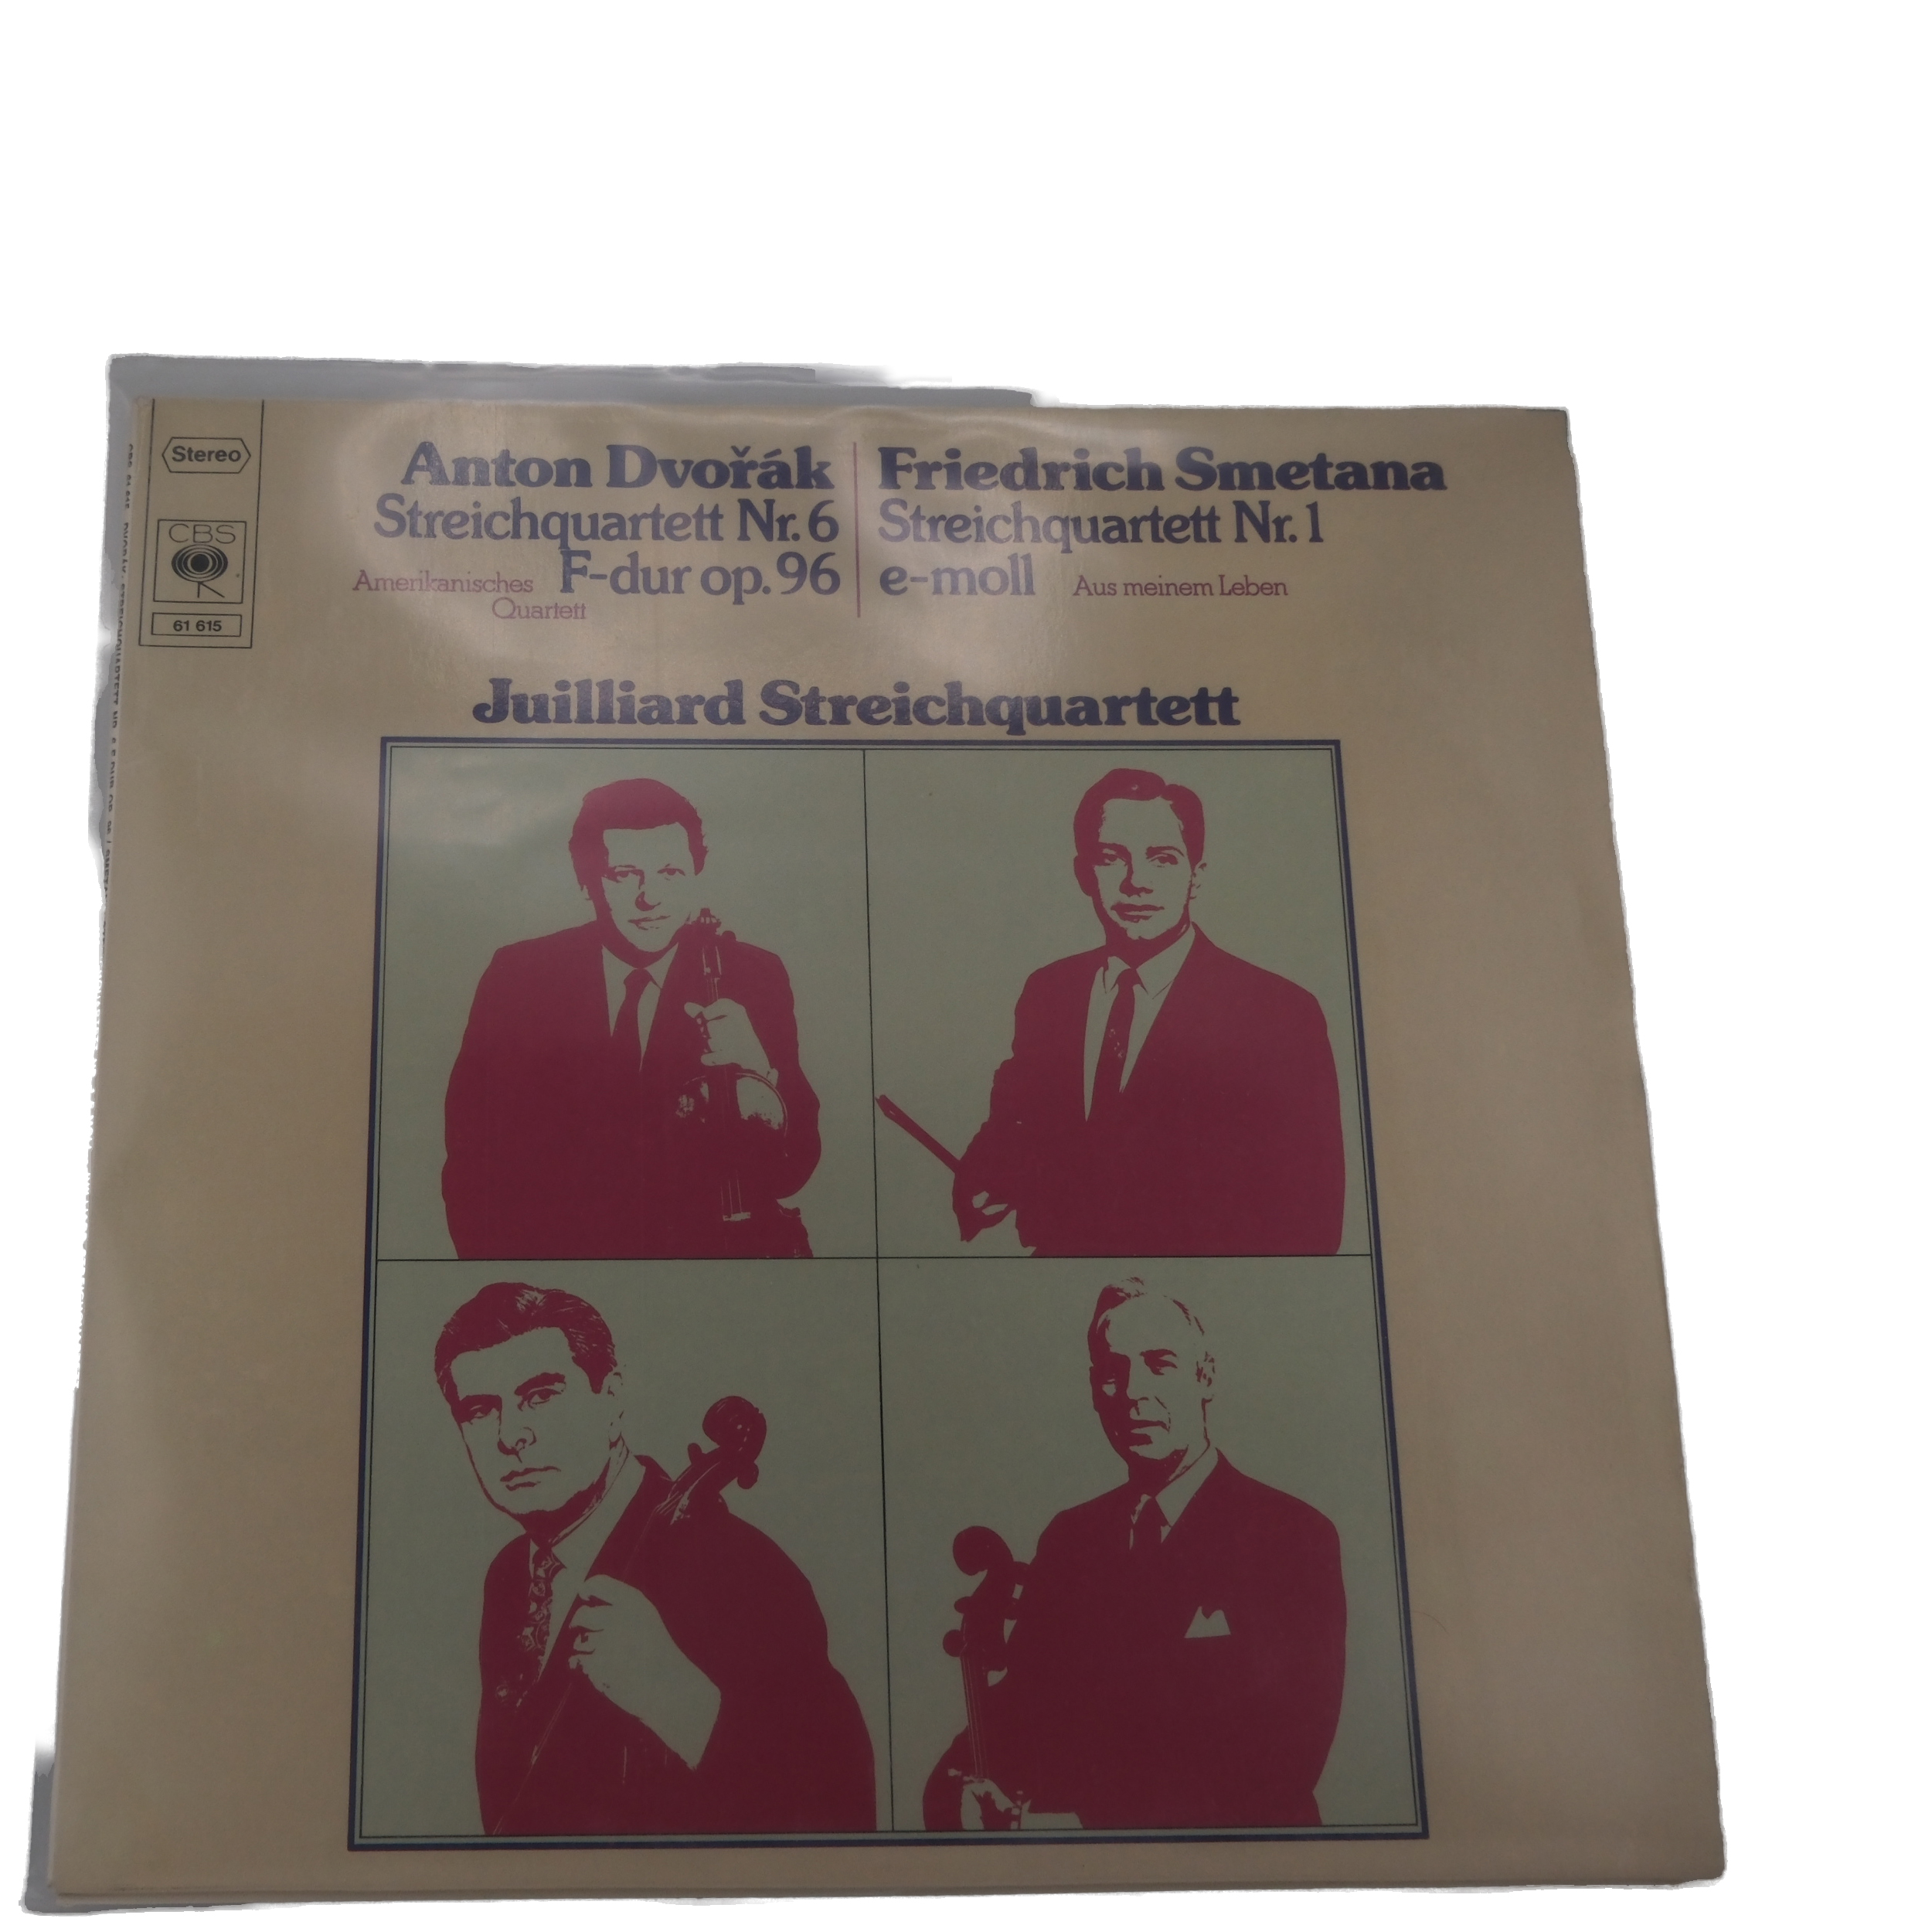 Stereo
CBS
61 615
Anton Dvořák
Streichquartett Nr. 6
F-dur op. 96
Amerikanisches
Quartett
Friedrich Smetana
Streichquartett Nr. 1
e-moll Aus meinem Leben
Juilliard Streichquartett